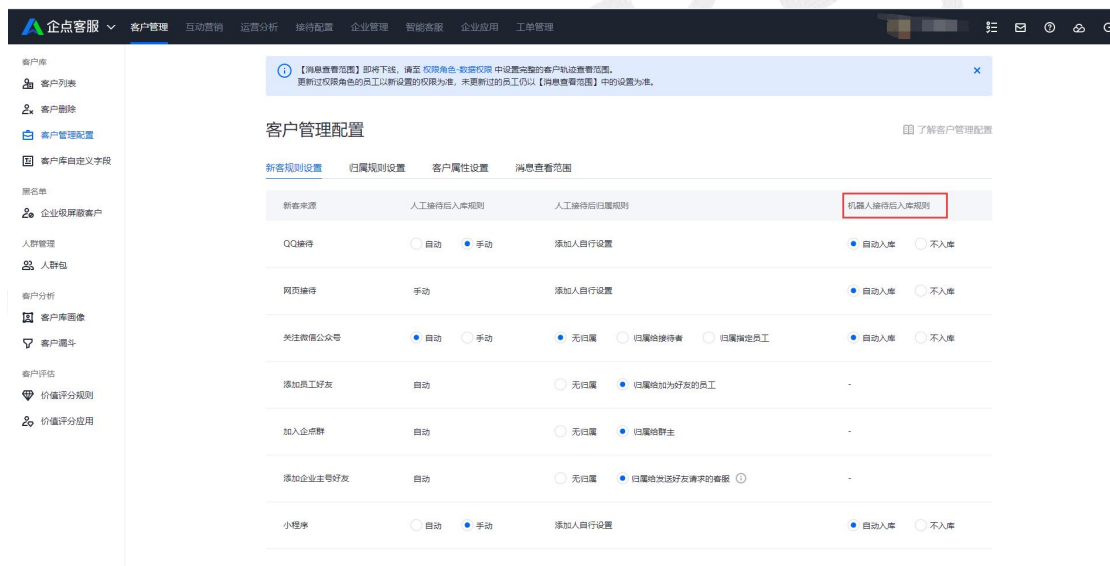 企点客服
客户管理 互动营销 运营分析 接待配置 企业管理 智能客服 企业应用 工单管理
客户库
客户列表
客户删除
客户管理配置
客户库自定义字段
黑名单
企业级屏蔽客户
人群管理
人群包
客户分析
客户库画像
客户漏斗
客户评估
价值评分规则
价值评分应用
【消息查看范围】即将下线,请至 权限角色-数据权限 中设置完整的客户轨迹查看范围。
更新过权限角色的员工以新设置的权限为准,未更新过的员工仍以【消息查看范围】中的设置为准。
客户管理配置
了解客户管理配置
新客规则设置 归属规则设置 客户属性设置 消息查看范围
新客来源 人工接待后入库规则 人工接待后归属规则 机器人接待后入库规则
QQ接待 自动 手动 添加人自行设置 自动入库 不入库
网页接待 手动 添加人自行设置 自动入库 不入库
关注微信公众号 自动 手动 无归属 归属给接待者 归属指定员工 自动入库 不入库
添加员工好友 自动 无归属 归属给加为好友的员工 -
加入企点群 自动 无归属 归属给群主 -
添加企业主号好友 自动 无归属 归属给发送好友请求的客服 -
小程序 自动 手动 添加人自行设置 自动入库 不入库